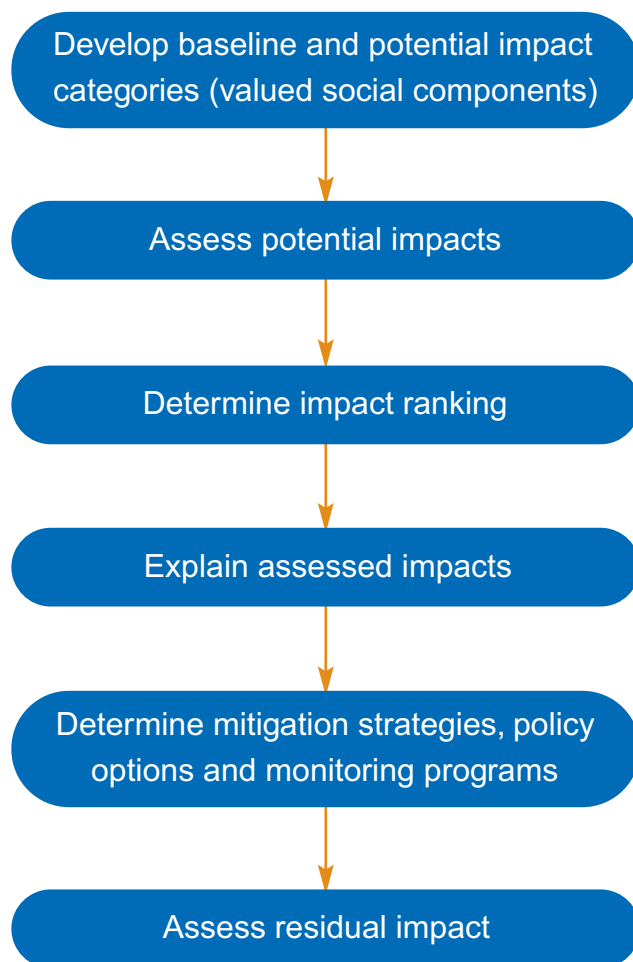 Develop baseline and potential impact
categories (valued social components)
Assess potential impacts
Determine impact ranking
Explain assessed impacts
Determine mitigation strategies, policy
options and monitoring programs
Assess residual impact